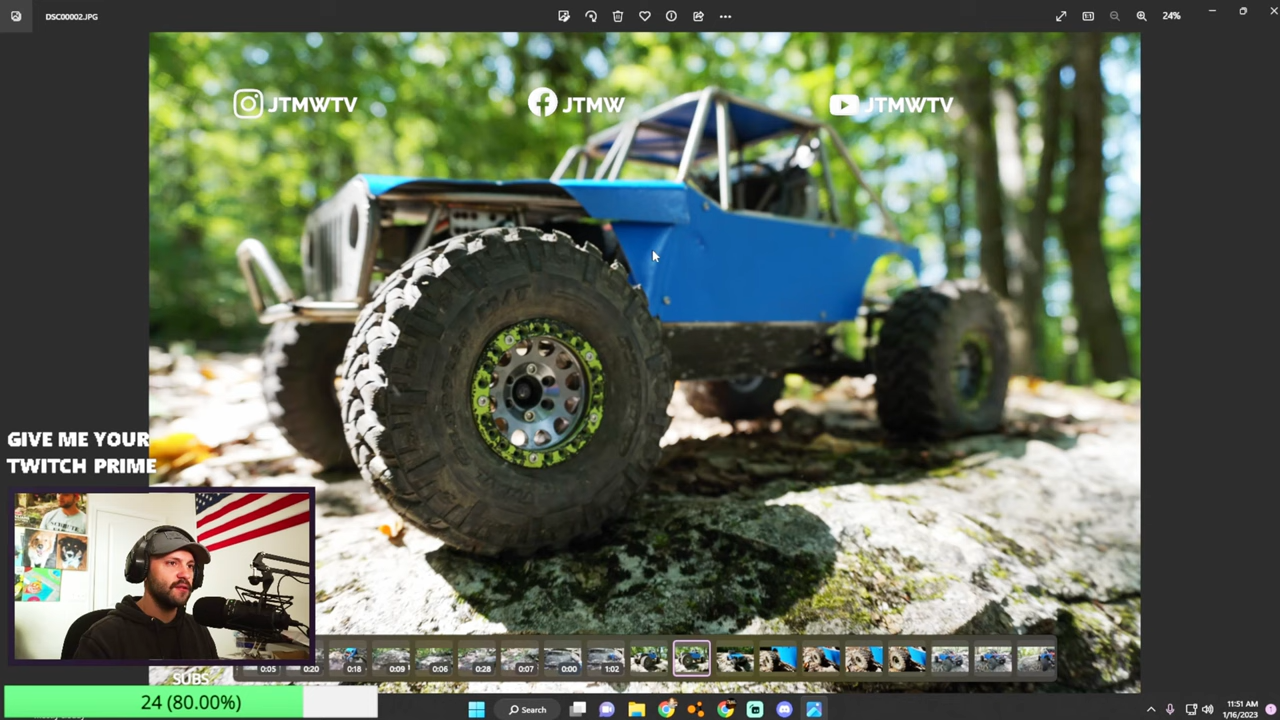 DSC00002.JPG
24%
JTMWTV
JTMW
JTMWTV
GIVE ME YOUR
TWITCH PRIME
0:05
0:20
0:18
0:09
0:06
0:28
0:07
0:00
1:02
SUBS
24 (80.00%)
Search
11:51 AM
1/16/2023